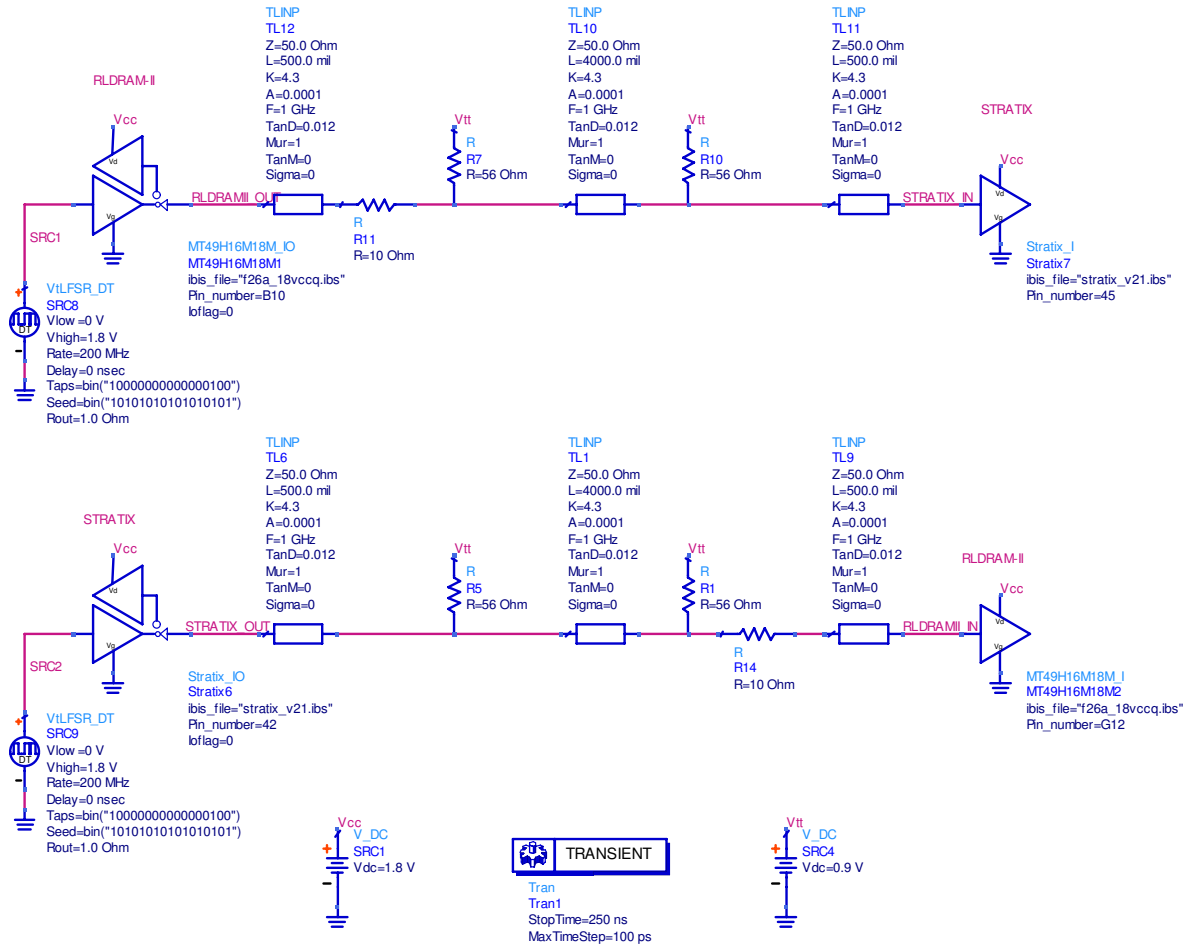 TLINP
TL12
Z=50.0 Ohm
L=500.0 mil
K=4.3
A=0.0001
F=1 GHz
TanD=0.012
Mur=1
TanM=0
Sigma=0
TLINP
TL10
Z=50.0 Ohm
L=4000.0 mil
K=4.3
A=0.0001
F=1 GHz
TanD=0.012
Mur=1
TanM=0
Sigma=0
TLINP
TL11
Z=50.0 Ohm
L=500.0 mil
K=4.3
A=0.0001
F=1 GHz
TanD=0.012
Mur=1
TanM=0
Sigma=0
RLDRAM-II
Vcc
Vd
Vg
RLDRAMII_OUT
SRC1
MT49H16M18M_IO
MT49H16M18M1
ibis_file="f26a_18vccq.ibs"
Pin_number=B10
Ioflag=0
R
R11
R=10 Ohm
Vtt
R
R7
R=56 Ohm
Vtt
R
R10
R=56 Ohm
STRATIX
Vcc
Vd
Vg
STRATIX_IN
Stratix_I
Stratix7
ibis_file="stratix_v21.ibs"
Pin_number=45
VtLFSR_DT
SRC8
DT
Vlow =0 V
Vhigh=1.8 V
Rate=200 MHz
Delay=0 nsec
Taps=bin("10000000000000100")
Seed=bin("10101010101010101")
Rout=1.0 Ohm
TLINP
TL6
Z=50.0 Ohm
L=500.0 mil
K=4.3
A=0.0001
F=1 GHz
TanD=0.012
Mur=1
TanM=0
Sigma=0
TLINP
TL1
Z=50.0 Ohm
L=4000.0 mil
K=4.3
A=0.0001
F=1 GHz
TanD=0.012
Mur=1
TanM=0
Sigma=0
TLINP
TL9
Z=50.0 Ohm
L=500.0 mil
K=4.3
A=0.0001
F=1 GHz
TanD=0.012
Mur=1
TanM=0
Sigma=0
STRATIX
Vcc
Vd
Vg
STRATIX_OUT
SRC2
Stratix_IO
Stratix6
ibis_file="stratix_v21.ibs"
Pin_number=42
Ioflag=0
Vtt
R
R5
R=56 Ohm
Vtt
R
R1
R=56 Ohm
R
R14
R=10 Ohm
RLDRAM-II
Vcc
Vd
Vg
RLDRAMII_IN
MT49H16M18M_I
MT49H16M18M2
ibis_file="f26a_18vccq.ibs"
Pin_number=G12
VtLFSR_DT
SRC9
DT
Vlow =0 V
Vhigh=1.8 V
Rate=200 MHz
Delay=0 nsec
Taps=bin("10000000000000100")
Seed=bin("10101010101010101")
Rout=1.0 Ohm
Vcc
V_DC
SRC1
Vdc=1.8 V
TRANSIENT
Tran
Tran1
StopTime=250 ns
MaxTimeStep=100 ps
Vtt
V_DC
SRC4
Vdc=0.9 V